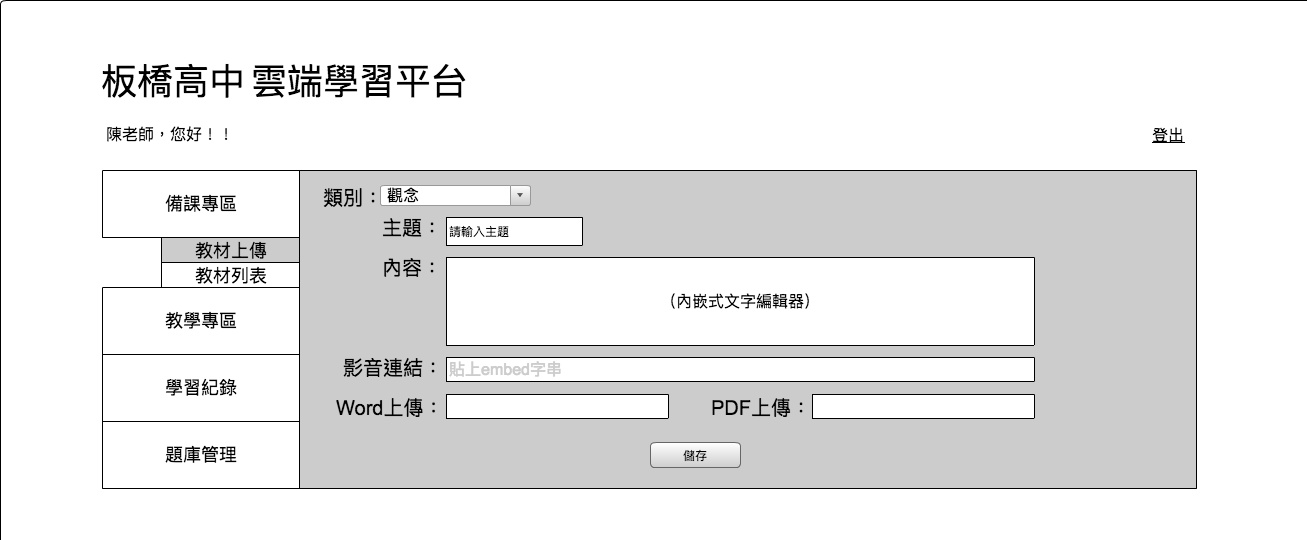 板橋高中 雲端學習平台
陳老師，您好！！
登出
備課專區
教材上傳
教材列表
教學專區
學習紀錄
題庫管理
類別：觀念
主題：請輸入主題
內容：
（內嵌式文字編輯器）
影音連結：貼上embed字串
Word上傳： PDF上傳：
儲存